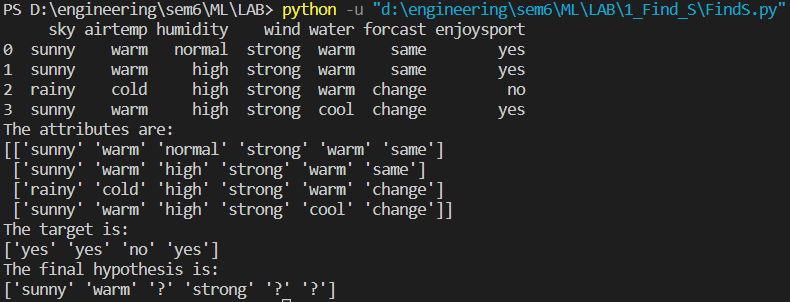 PS D:\engineering\sem6\ML\LAB> python -u "d:\engineering\sem6\ML\LAB\1_Find_S\FindS.py"
     sky airtemp humidity    wind water forcast enjoysport
0  sunny    warm   normal  strong  warm    same        yes
1  sunny    warm     high  strong  warm    same        yes
2  rainy    cold     high  strong  warm  change         no
3  sunny    warm     high  strong  cool  change        yes
The attributes are:
[['sunny' 'warm' 'normal' 'strong' 'warm' 'same']
 ['sunny' 'warm' 'high' 'strong' 'warm' 'same']
 ['rainy' 'cold' 'high' 'strong' 'warm' 'change']
 ['sunny' 'warm' 'high' 'strong' 'cool' 'change']]
The target is:
['yes' 'yes' 'no' 'yes']
The final hypothesis is:
['sunny' 'warm' '?' 'strong' '?' '?']